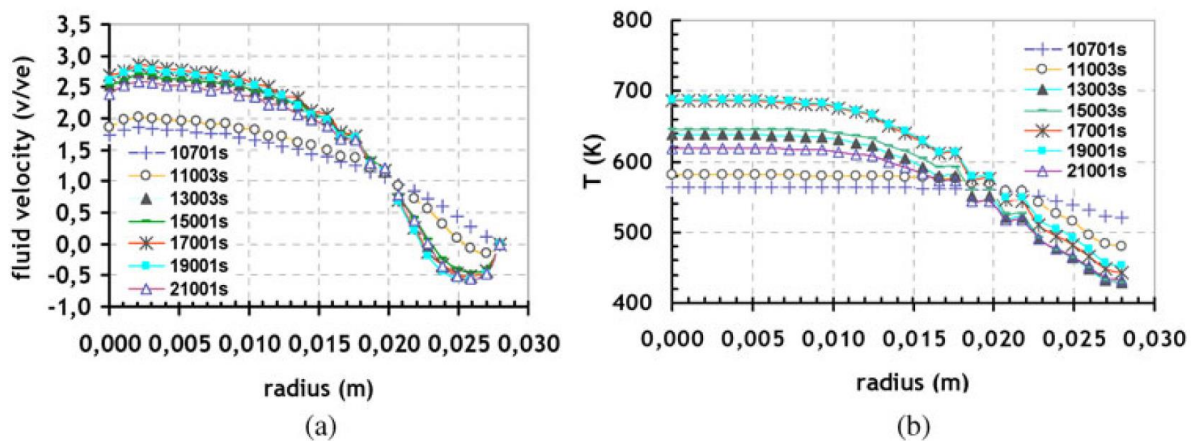 3,5
3,0
2,5
2,0
1,5
1,0
0,5
0,0
-0,5
-1,0
fluid velocity (v/ve)
10701s
11003s
13003s
15001s
17001s
19001s
21001s
0,000 0,005 0,010 0,015 0,020 0,025 0,030
radius (m)
(a)
800
700
600
500
400
T (K)
10701s
11003s
13003s
15003s
17001s
19001s
21001s
0,000 0,005 0,010 0,015 0,020 0,025 0,030
radius (m)
(b)